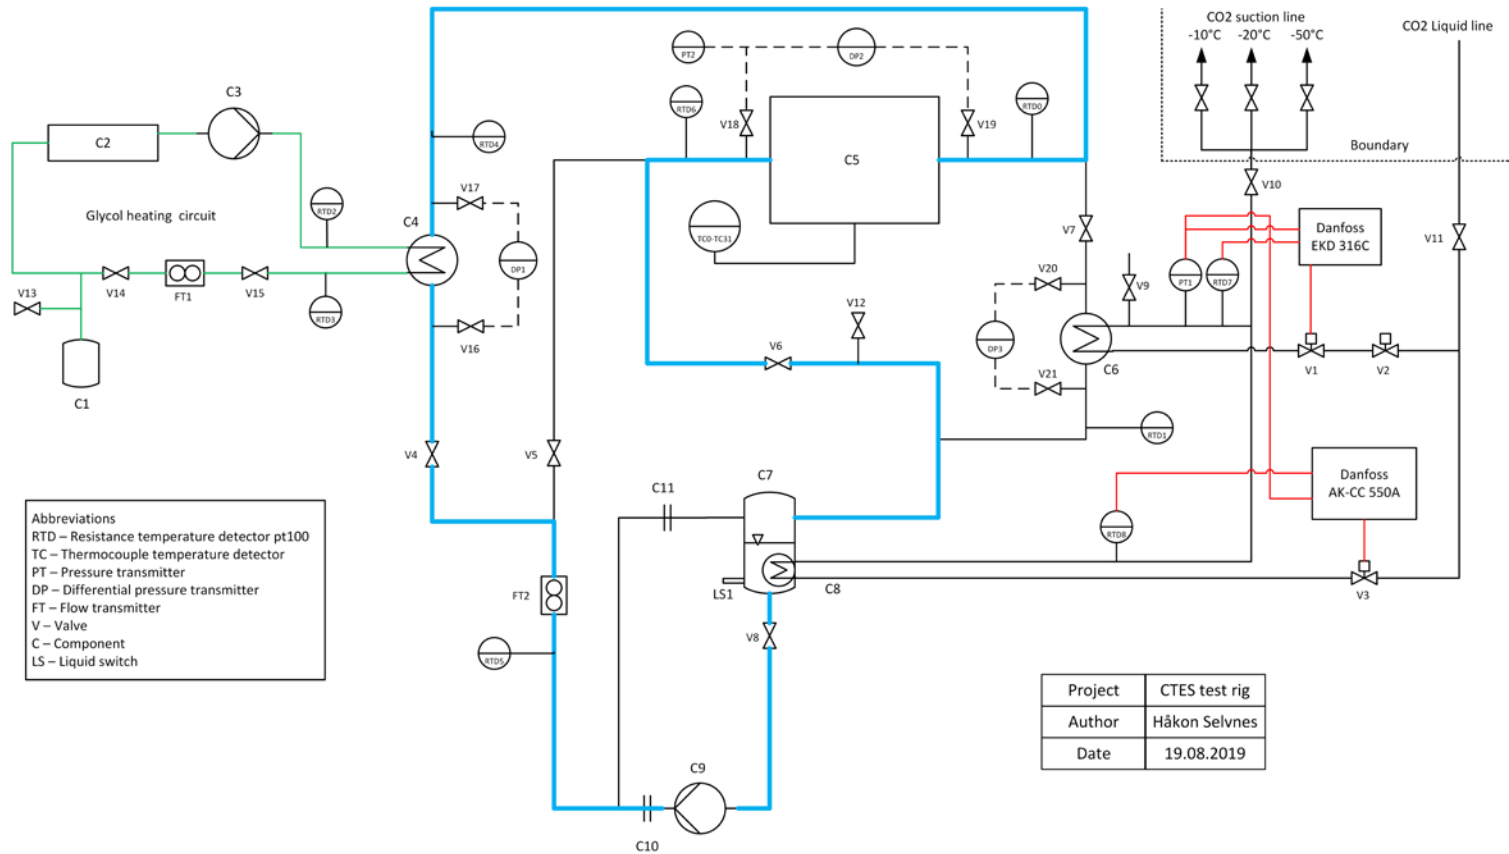 CO2 suction line
-10°C
-20°C
-50°C
CO2 Liquid line
Boundary
C3
C2
Glycol heating circuit
RTD2
RTD3
V13
V14
FT1
V15
C1
C4
RTD4
V17
DP1
V16
V4
V5
PT2
DP2
RTD6
V18
V19
RTD0
C5
TC0-TC31
V7
V20
DP3
V21
C6
V9
V10
V11
PT1
RTD7
Danfoss
EKD 316C
V1
V2
V12
V6
RTD1
Danfoss
AK-CC 550A
RTD8
V3
C7
C11
LS1
C8
V8
FT2
RTD5
C9
C10
Abbreviations
RTD – Resistance temperature detector pt100
TC – Thermocouple temperature detector
PT – Pressure transmitter
DP – Differential pressure transmitter
FT – Flow transmitter
V – Valve
C – Component
LS – Liquid switch
Project CTES test rig
Author Håkon Selvnes
Date 19.08.2019